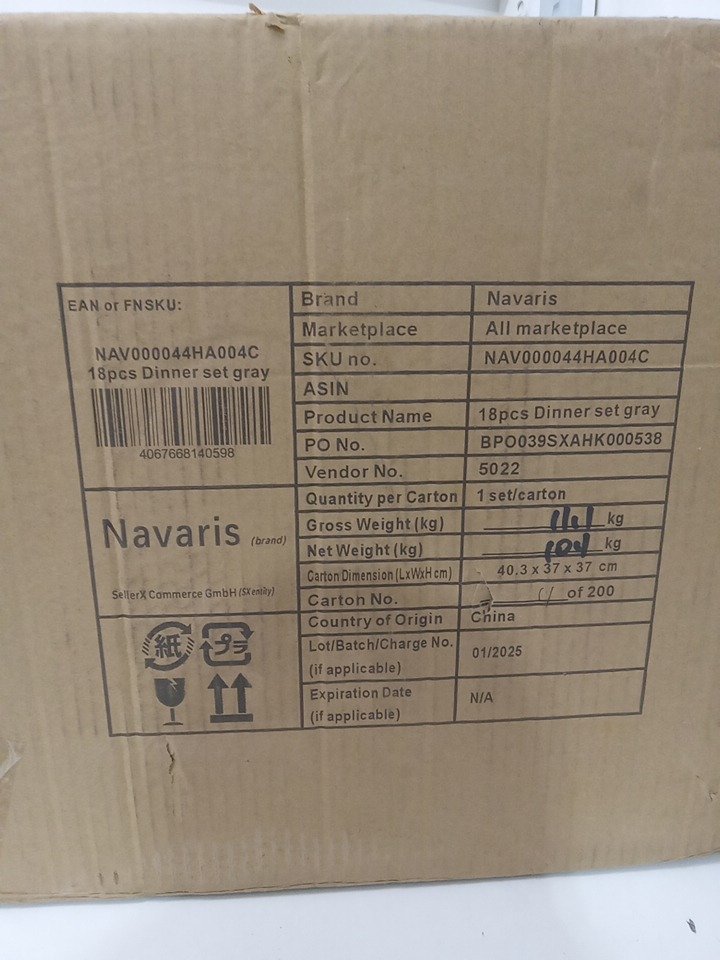 EAN or FNSKU:
NAV000044HA004C
18pcs Dinner set gray
4067668140598
Navaris (brand)
SellerX Commerce GmbH (SX entity)
紙
プラ
Brand Navaris
Marketplace All marketplace
SKU no. NAV000044HA004C
ASIN
Product Name 18pcs Dinner set gray
PO No. BPO039SXAHK000538
Vendor No. 5022
Quantity per Carton 1 set/carton
Gross Weight (kg) kg
Net Weight (kg) kg
Carton Dimension (LxWxH cm) 40.3 x 37 x 37 cm
Carton No. of 200
Country of Origin China
Lot/Batch/Charge No. 01/2025
(if applicable)
Expiration Date N/A
(if applicable)